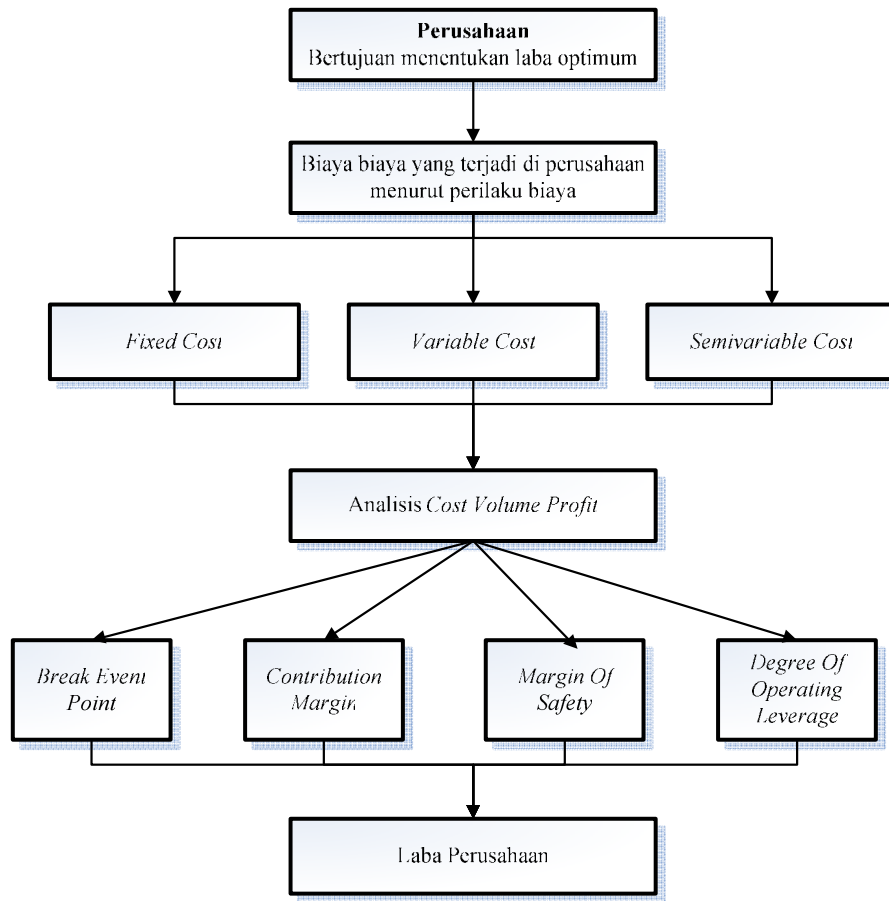 Perusahaan
Bertujuan menentukan laba optimum
Biaya biaya yang terjadi di perusahaan
menurut perilaku biaya
Fixed Cost
Variable Cost
Semivariable Cost
Analisis Cost Volume Profit
Break Event
Point
Contribution
Margin
Margin Of
Safety
Degree Of
Operating
Leverage
Laba Perusahaan